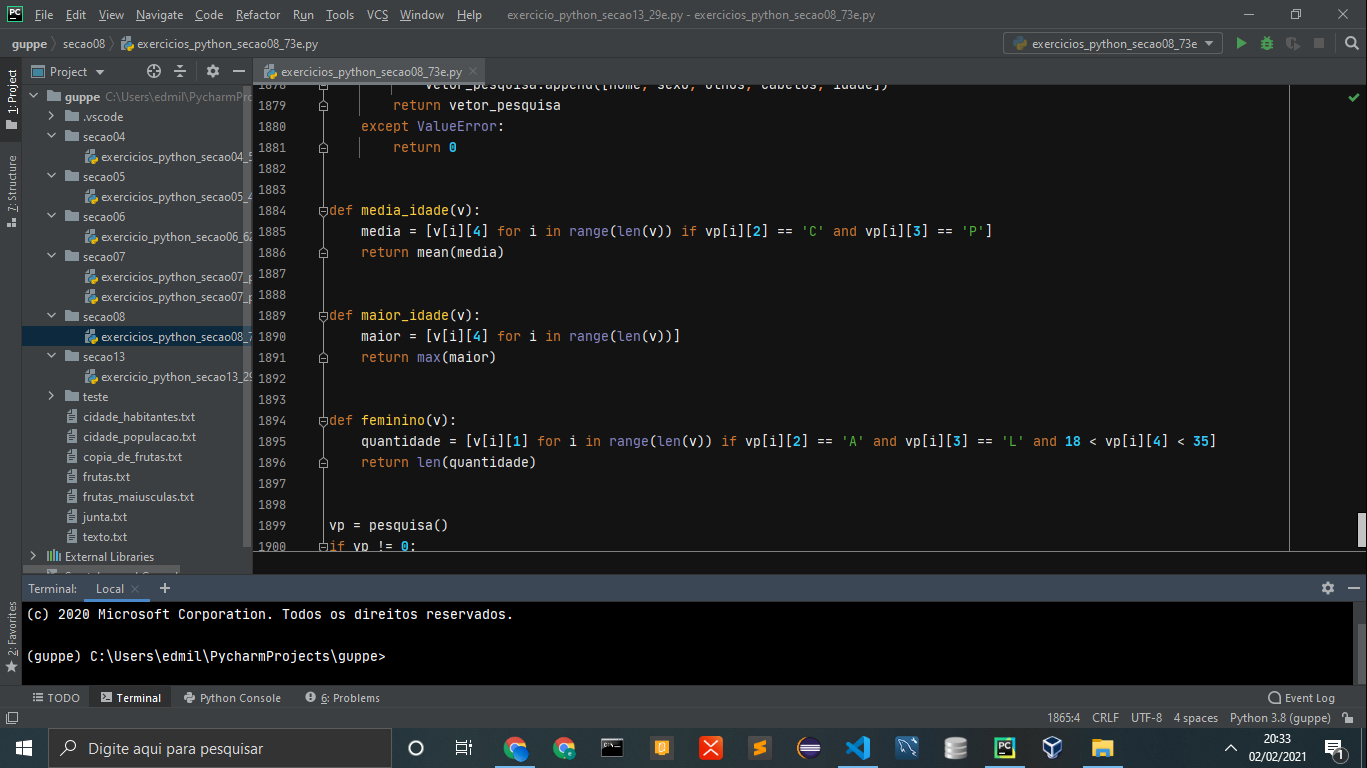 PC File Edit View Navigate Code Refactor Run Tools VCS Window Help exercicio_python_secao13_29e.py - exercicios_python_secao08_73e.py
guppe secao08 exercicios_python_secao08_73e.py exercicios_python_secao08_73e
Project exercicios_python_secao08_73e.py
1: Project
7: Structure
2: Favorites
guppe C:\Users\edmil\PycharmPro
.vscode
secao04
exercicios_python_secao04_5
secao05
exercicios_python_secao05_4
secao06
exercicio_python_secao06_62
secao07
exercicios_python_secao07_p
exercicios_python_secao07_p
secao08
exercicios_python_secao08_7
secao13
exercicio_python_secao13_29
teste
cidade_habitantes.txt
cidade_populacao.txt
copia_de_frutas.txt
frutas.txt
frutas_maiusculas.txt
junta.txt
texto.txt
External Libraries
1878 vetor_pesquisa.append([nome, sexo, olhos, cabelos, idade])
1879 return vetor_pesquisa
1880 except ValueError:
1881 return 0
1882
1883
1884 def media_idade(v):
1885 media = [v[i][4] for i in range(len(v)) if vp[i][2] == 'C' and vp[i][3] == 'P']
1886 return mean(media)
1887
1888
1889 def maior_idade(v):
1890 maior = [v[i][4] for i in range(len(v))]
1891 return max(maior)
1892
1893
1894 def feminino(v):
1895 quantidade = [v[i][1] for i in range(len(v)) if vp[i][2] == 'A' and vp[i][3] == 'L' and 18 < vp[i][4] < 35]
1896 return len(quantidade)
1897
1898
1899 vp = pesquisa()
1900 if vp != 0:
Terminal: Local +
(c) 2020 Microsoft Corporation. Todos os direitos reservados.
(guppe) C:\Users\edmil\PycharmProjects\guppe>
TODO Terminal Python Console 6: Problems Event Log
1865:4 CRLF UTF-8 4 spaces Python 3.8 (guppe)
Digite aqui para pesquisar
20:33
02/02/2021
1